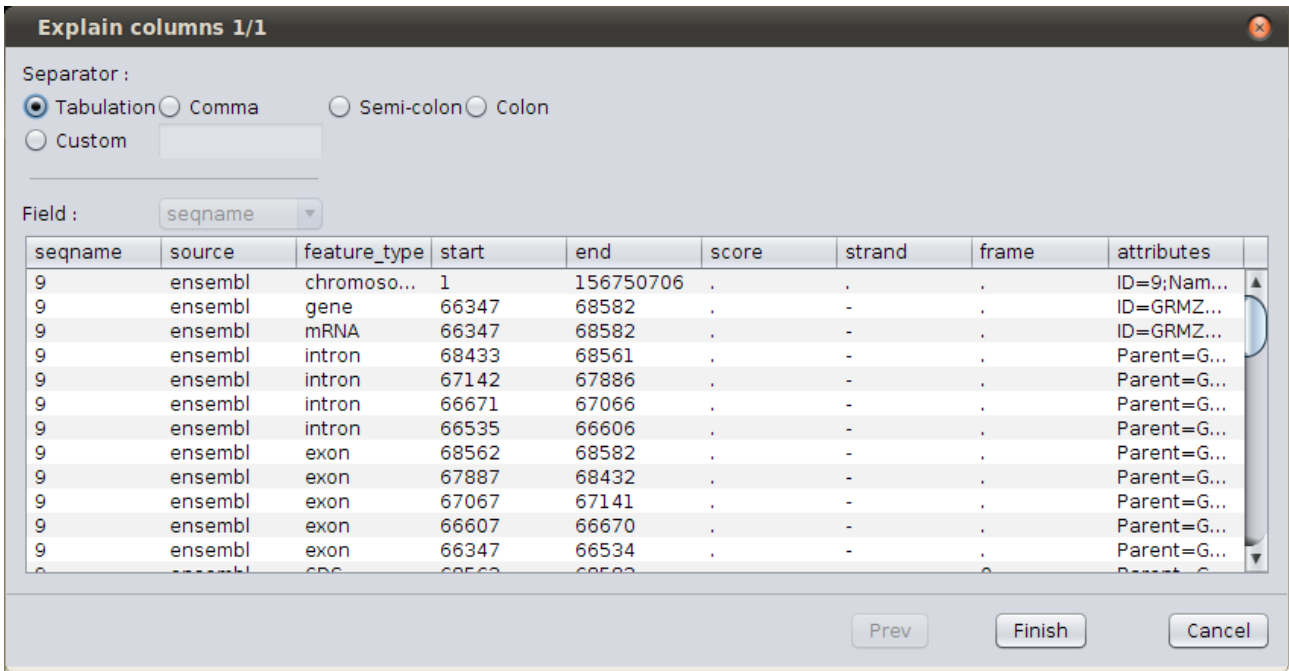 Explain columns 1/1
Separator :
Tabulation Comma Semi-colon Colon
Custom
Field : seqname
seqname source feature_type start end score strand frame attributes
9 ensembl chromoso... 1 156750706 . . . ID=9;Nam...
9 ensembl gene 66347 68582 . - . ID=GRMZ...
9 ensembl mRNA 66347 68582 . - . ID=GRMZ...
9 ensembl intron 68433 68561 . - . Parent=G...
9 ensembl intron 67142 67886 . - . Parent=G...
9 ensembl intron 66671 67066 . - . Parent=G...
9 ensembl intron 66535 66606 . - . Parent=G...
9 ensembl exon 68562 68582 . - . Parent=G...
9 ensembl exon 67887 68432 . - . Parent=G...
9 ensembl exon 67067 67141 . - . Parent=G...
9 ensembl exon 66607 66670 . - . Parent=G...
9 ensembl exon 66347 66534 . - . Parent=G...
Prev Finish Cancel